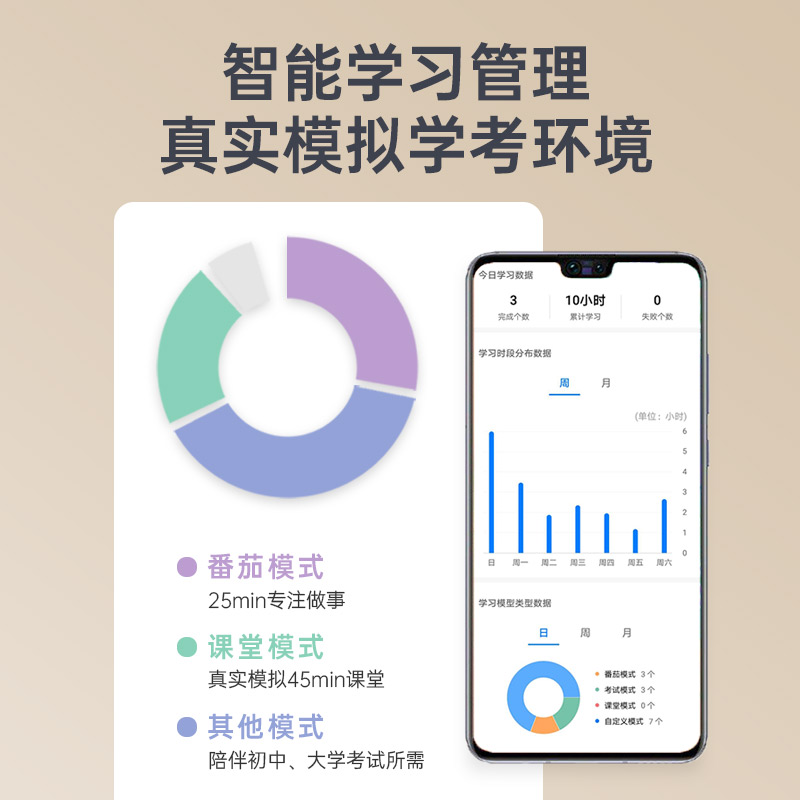 智能学习管理
真实模拟学考环境
番茄模式
25min专注做事
课堂模式
真实模拟45min课堂
其他模式
陪伴初中、大学考试所需
今日学习数据
3 10小时 0
完成个数 累计学习 失败个数
学习时段分布数据
周 月
(单位：小时)
6
5
4
3
2
1
0
日 周一 周二 周三 周四 周五 周六
学习模型类型数据
日 周 月
番茄模式 3个
考试模式 3个
课堂模式 0个
自定义模式 7个